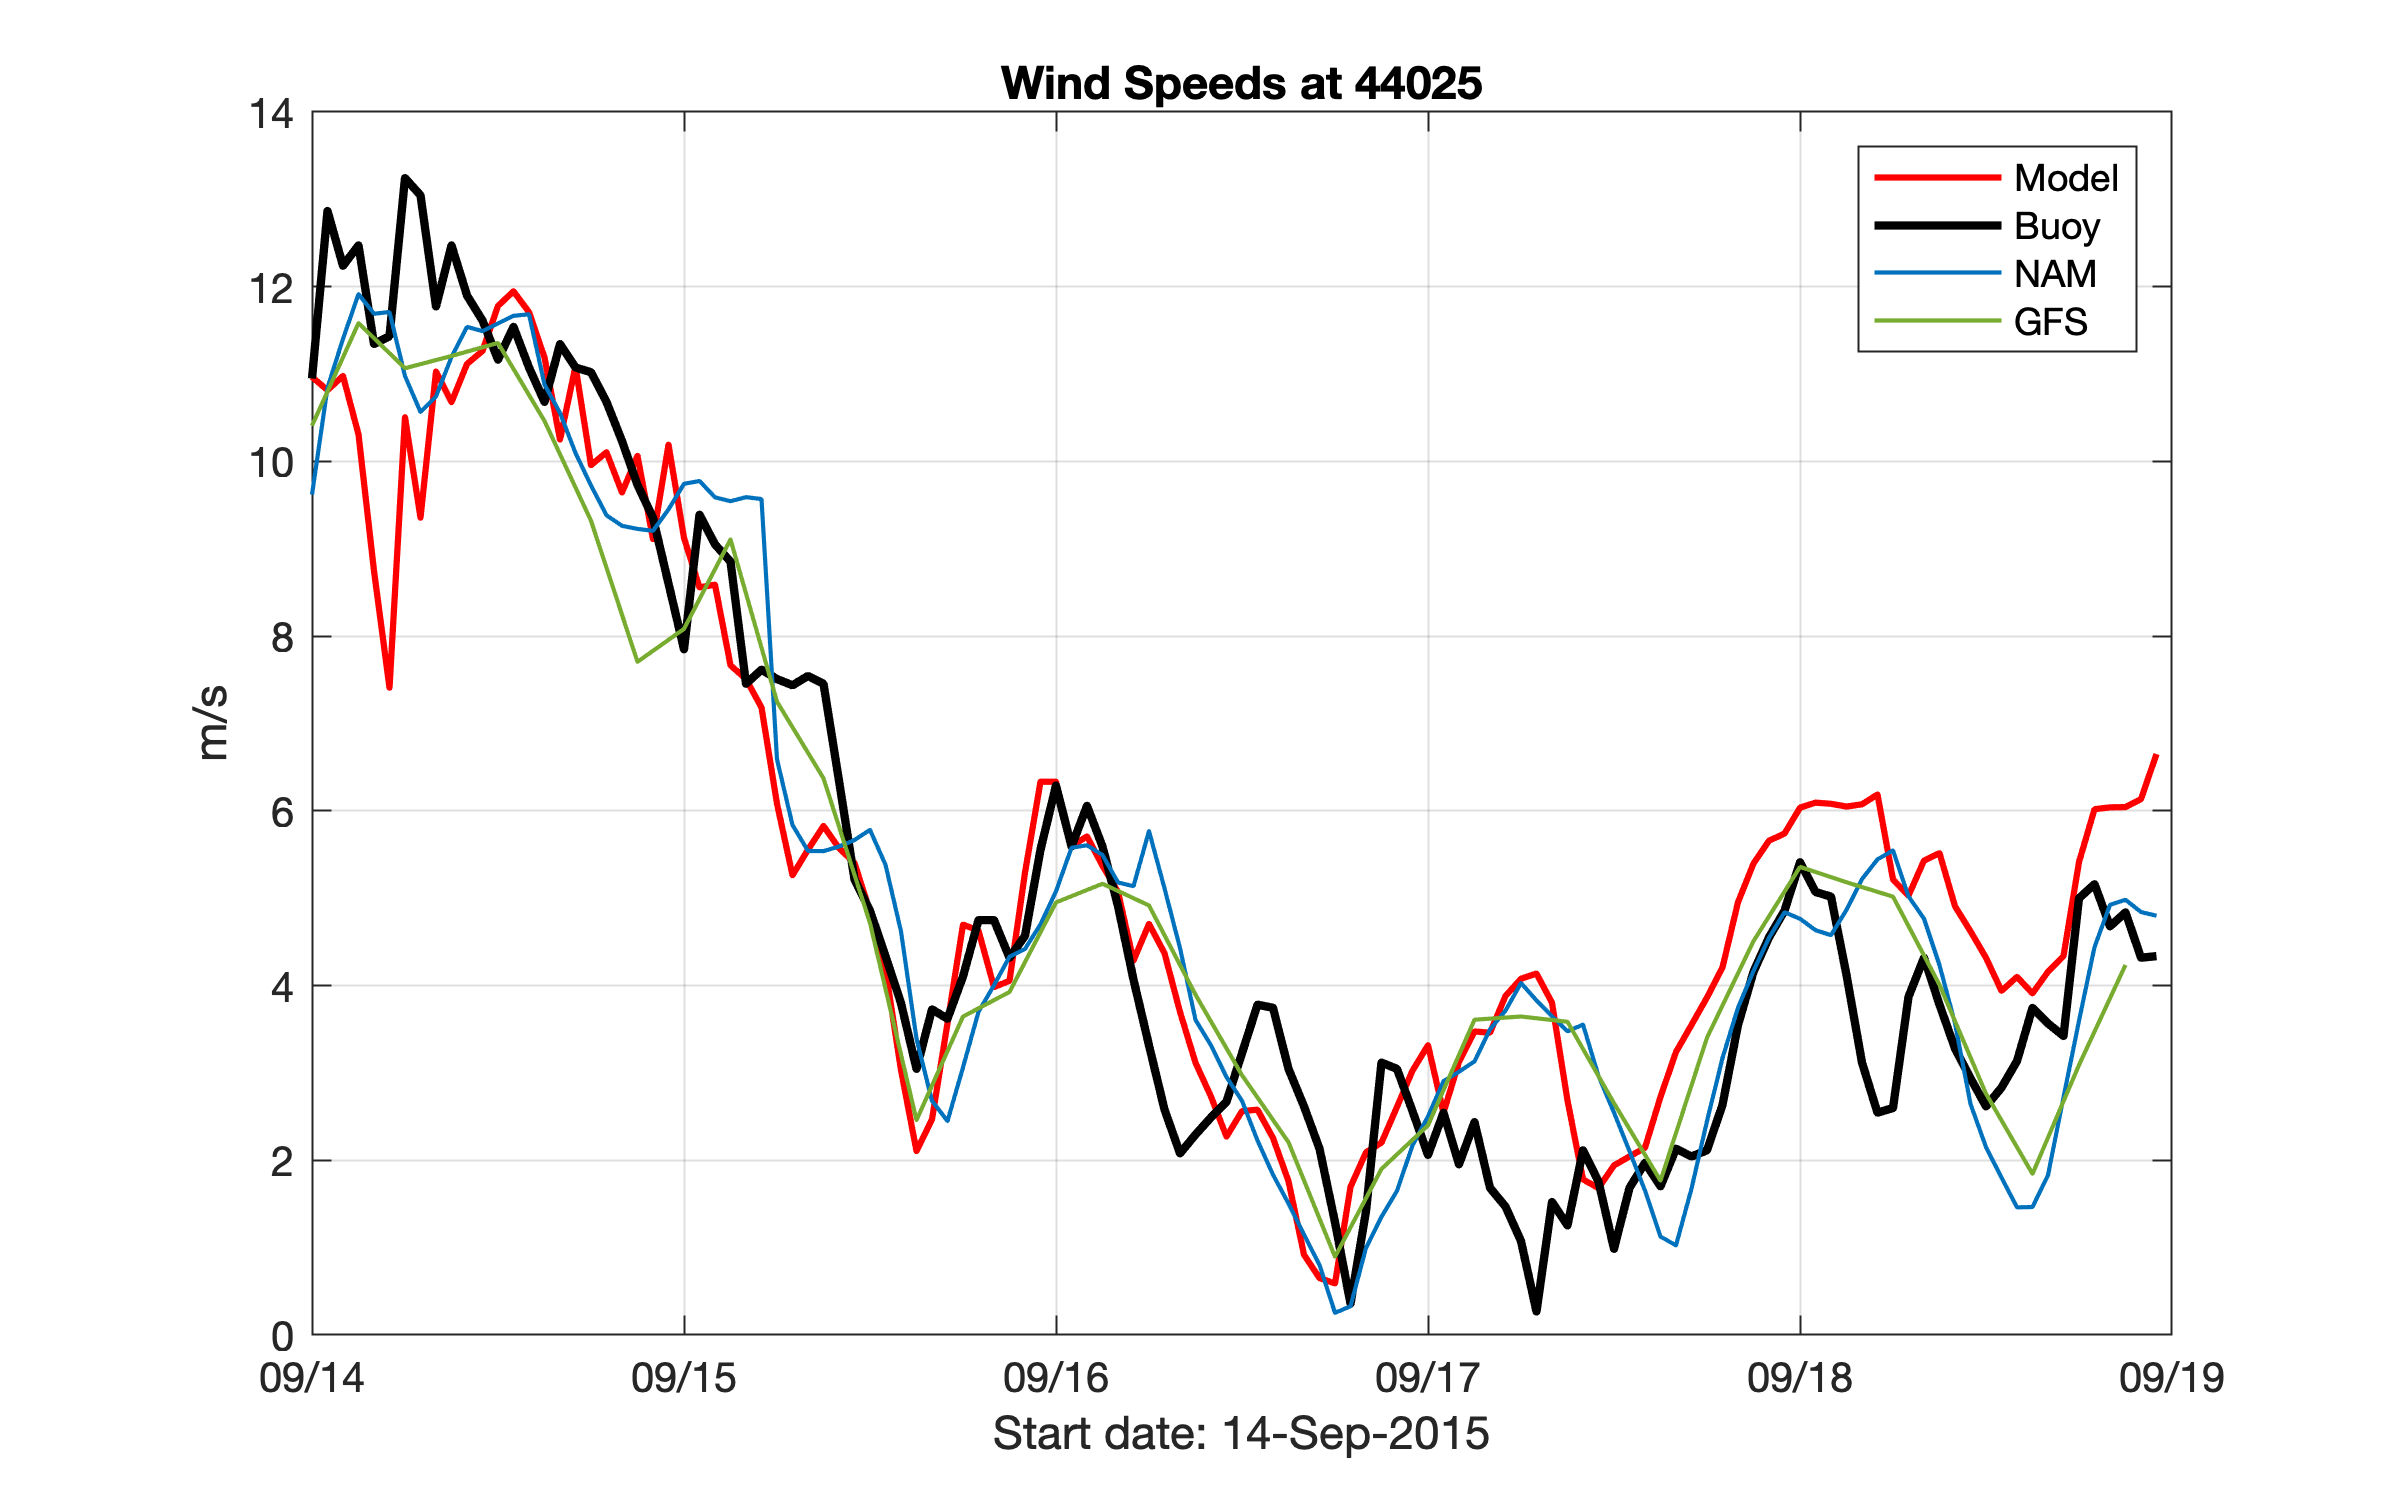 Wind Speeds at 44025
14
12
10
8
6
4
2
0
m/s
Model
Buoy
NAM
GFS
09/14 09/15 09/16 09/17 09/18 09/19
Start date: 14-Sep-2015